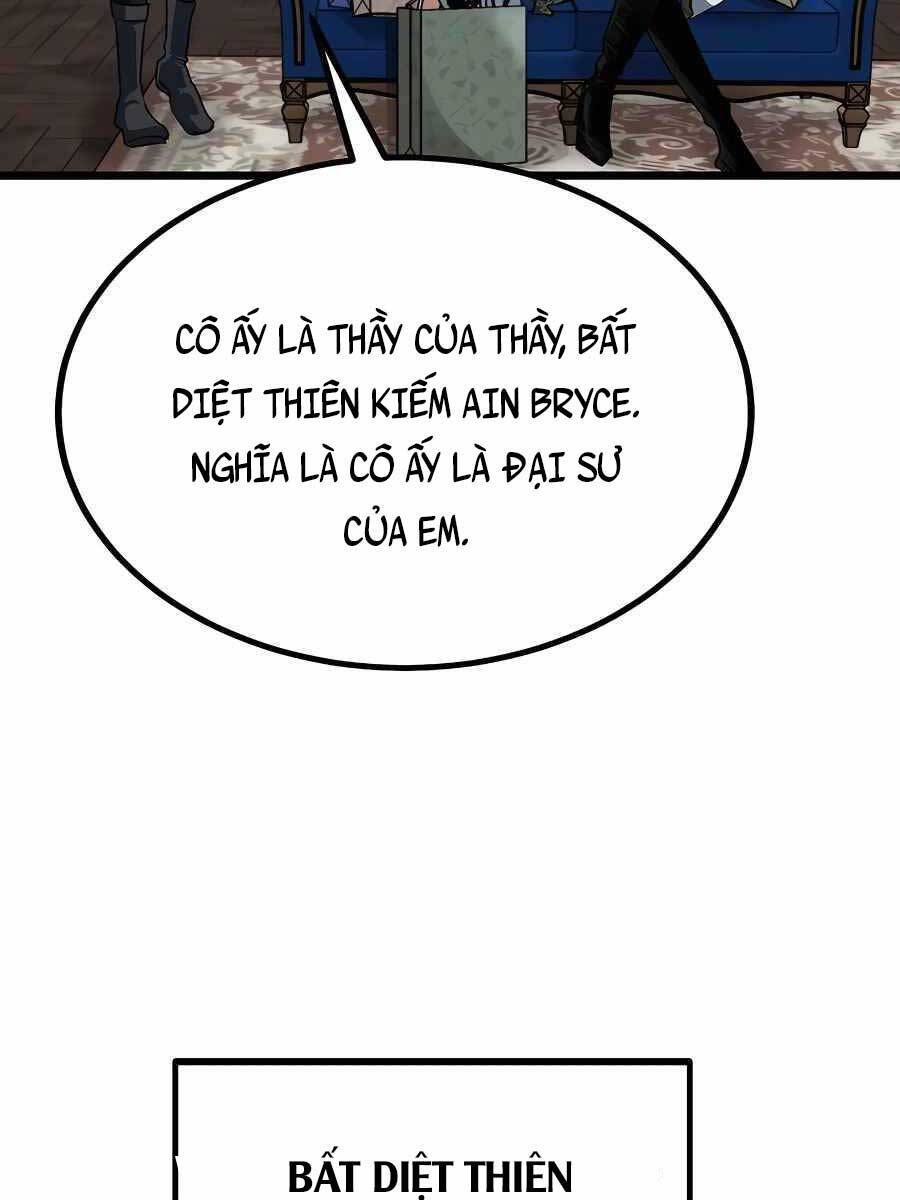 CÔ ẤY LÀ THẦY CỦA THẦY, BẤT
DIỆT THIÊN KIẾM AIN BRYCE.
NGHĨA LÀ CÔ ẤY LÀ ĐẠI SƯ
CỦA EM.
BẤT DIỆT THIÊN